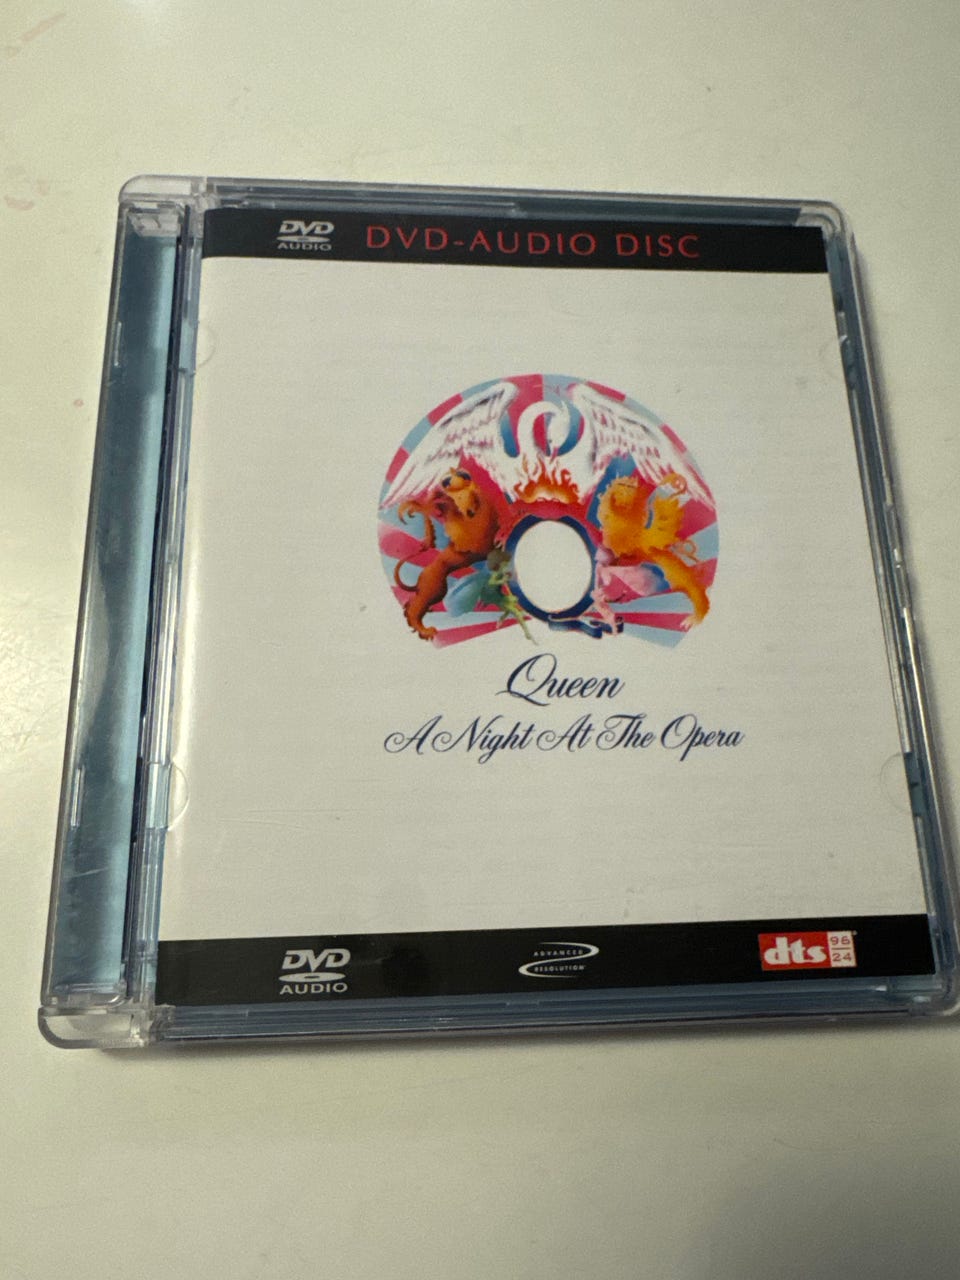 DVD
AUDIO
DVD-AUDIO DISC
Queen
A Night At The Opera
DVD
AUDIO
ADVANCED
RESOLUTION
dts 96
24